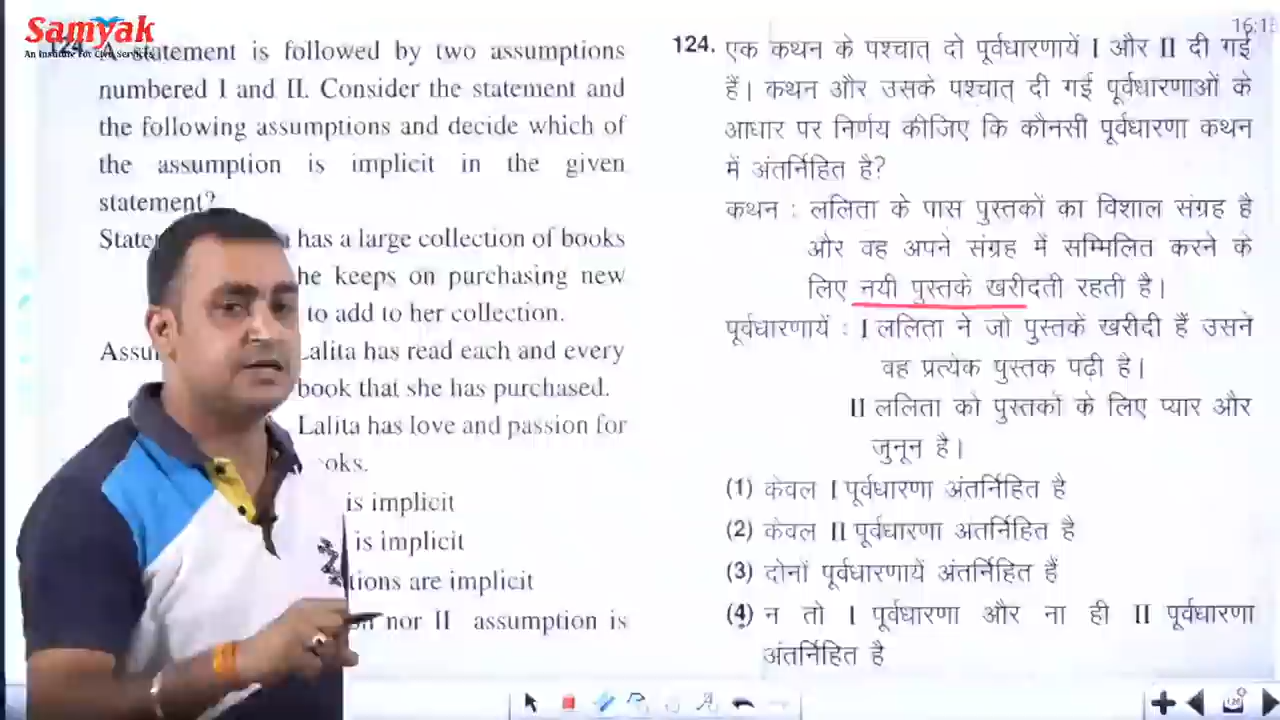 Samyak
An Institute For Civil Services
16:1
124. A statement is followed by two assumptions
numbered I and II. Consider the statement and
the following assumptions and decide which of
the assumption is implicit in the given
statement?
has a large collection of books
he keeps on purchasing new
to add to her collection.
Lalita has read each and every
book that she has purchased.
Lalita has love and passion for
is implicit
is implicit
are implicit
nor II assumption is
124. एक कथन के पश्चात् दो पूर्वधारणायें I और II दी गई
हैं। कथन और उसके पश्चात् दी गई पूर्वधारणाओं के
आधार पर निर्णय कीजिए कि कौनसी पूर्वधारणा कथन
में अंतर्निहित है?
कथन : ललिता के पास पुस्तकों का विशाल संग्रह है
और वह अपने संग्रह में सम्मिलित करने के
लिए नयी पुस्तकें खरीदती रहती है।
पूर्वधारणायें : I ललिता ने जो पुस्तकें खरीदी हैं उसने
वह प्रत्येक पुस्तक पढ़ी है।
II ललिता को पुस्तकों के लिए प्यार और
जुनून है।
(1) केवल I पूर्वधारणा अंतर्निहित है
(2) केवल II पूर्वधारणा अंतर्निहित है
(3) दोनों पूर्वधारणायें अंतर्निहित हैं
(4) न तो I पूर्वधारणा और ना ही II पूर्वधारणा
अंतर्निहित है